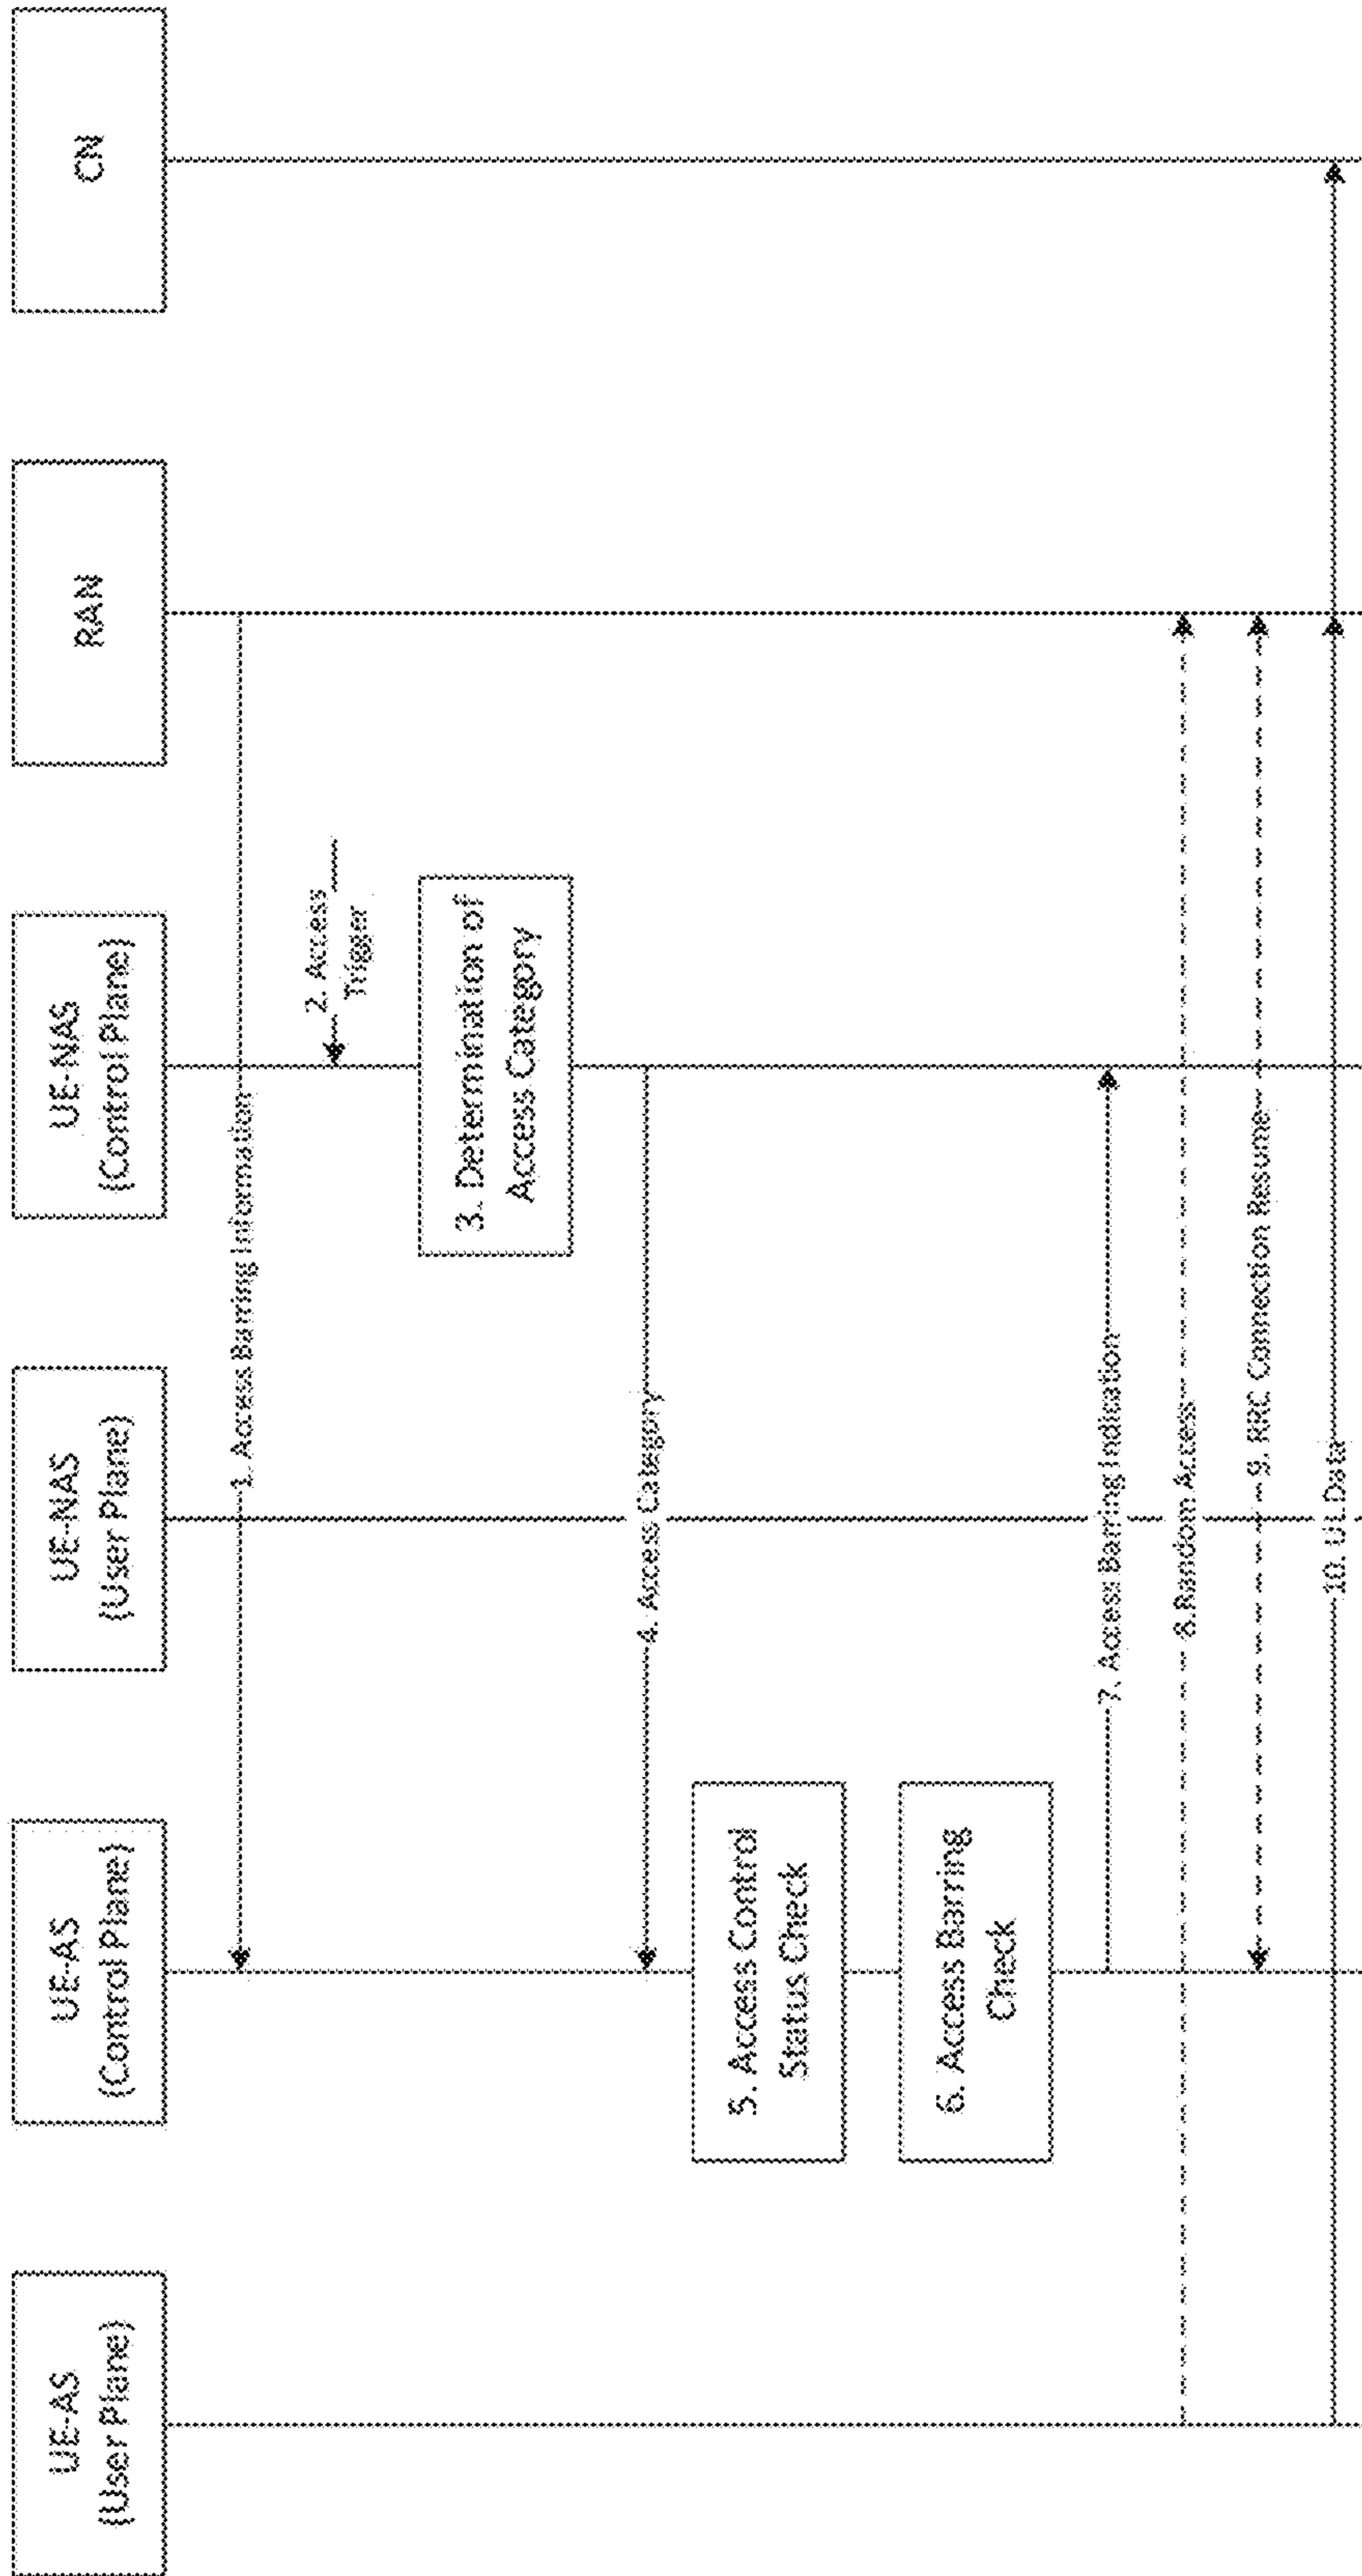 UE-AS
(User Plane)
UE-AS
(Control Plane)
UE-NAS
(User Plane)
UE-NAS
(Control Plane)
RAN
CN
1. Access Barring Information
2. Access
Trigger
3. Determination of
Access Category
4. Access Category
5. Access Control
Status Check
6. Access Barring
Check
7. Access Barring Indication
8.Random Access
9. RRC Connection Resume
10. UL Data